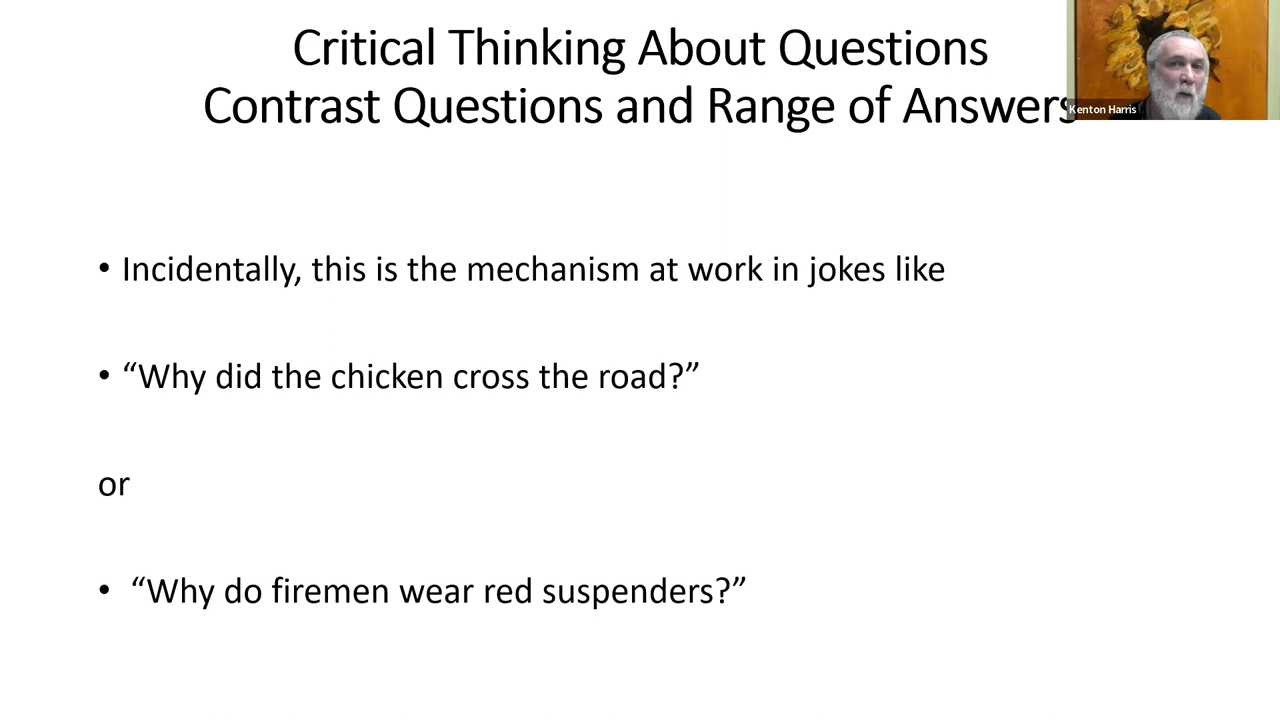 Critical Thinking About Questions
Contrast Questions and Range of Answers
Kenton Harris
• Incidentally, this is the mechanism at work in jokes like
• “Why did the chicken cross the road?”
or
• “Why do firemen wear red suspenders?”